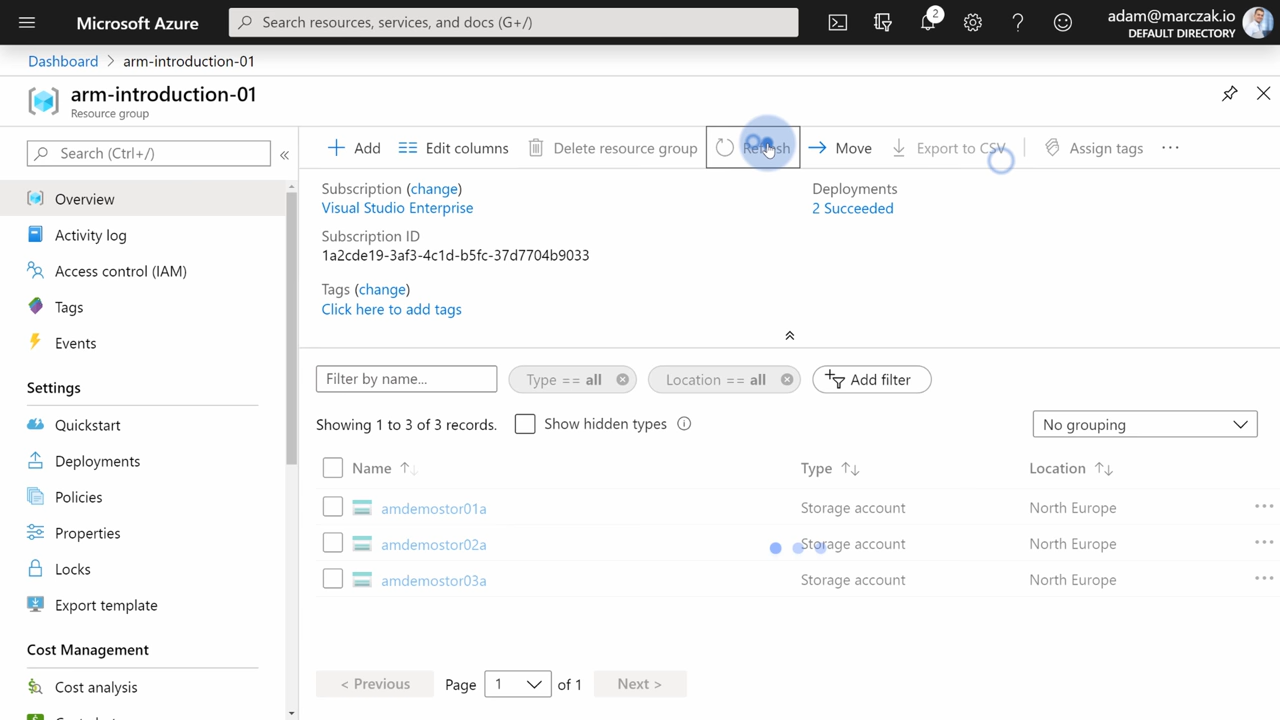 Microsoft Azure
Search resources, services, and docs (G+/)
2
adam@marczak.io
DEFAULT DIRECTORY
Dashboard > arm-introduction-01
arm-introduction-01
Resource group
Search (Ctrl+/)
«
Overview
Activity log
Access control (IAM)
Tags
Events
Settings
Quickstart
Deployments
Policies
Properties
Locks
Export template
Cost Management
Cost analysis
Add
Edit columns
Delete resource group
Refresh
Move
Export to CSV
Assign tags
Subscription (change)
Visual Studio Enterprise
Subscription ID
1a2cde19-3af3-4c1d-b5fc-37d7704b9033
Tags (change)
Click here to add tags
Deployments
2 Succeeded
Filter by name...
Type == all
Location == all
Add filter
Showing 1 to 3 of 3 records.
Show hidden types
No grouping
Name
Type
Location
amdemostor01a Storage account North Europe
amdemostor02a Storage account North Europe
amdemostor03a Storage account North Europe
< Previous
Page 1 of 1
Next >